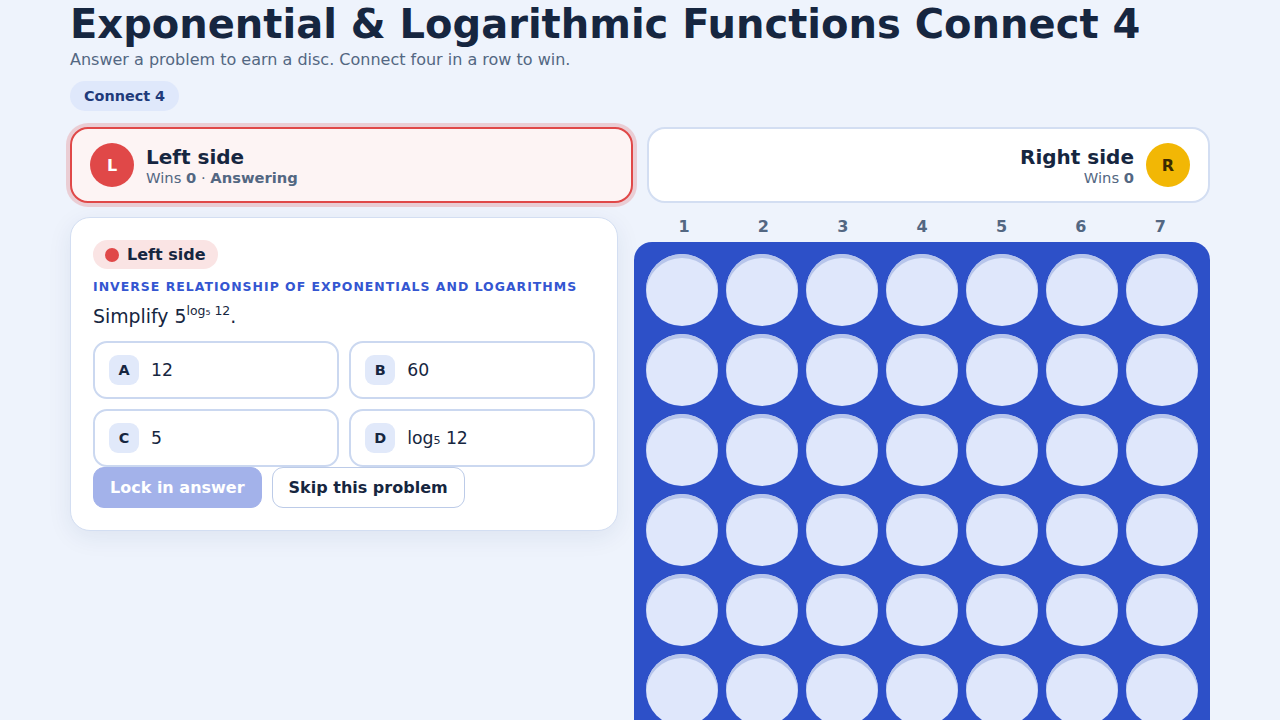 Exponential & Logarithmic Functions Connect 4
Answer a problem to earn a disc. Connect four in a row to win.
Connect 4
L
Left side
Wins 0 · Answering
Right side
Wins 0
R
Left side
INVERSE RELATIONSHIP OF EXPONENTIALS AND LOGARITHMS
Simplify 5^log₅ 12.
A 12
B 60
C 5
D log₅ 12
Lock in answer
Skip this problem
1 2 3 4 5 6 7